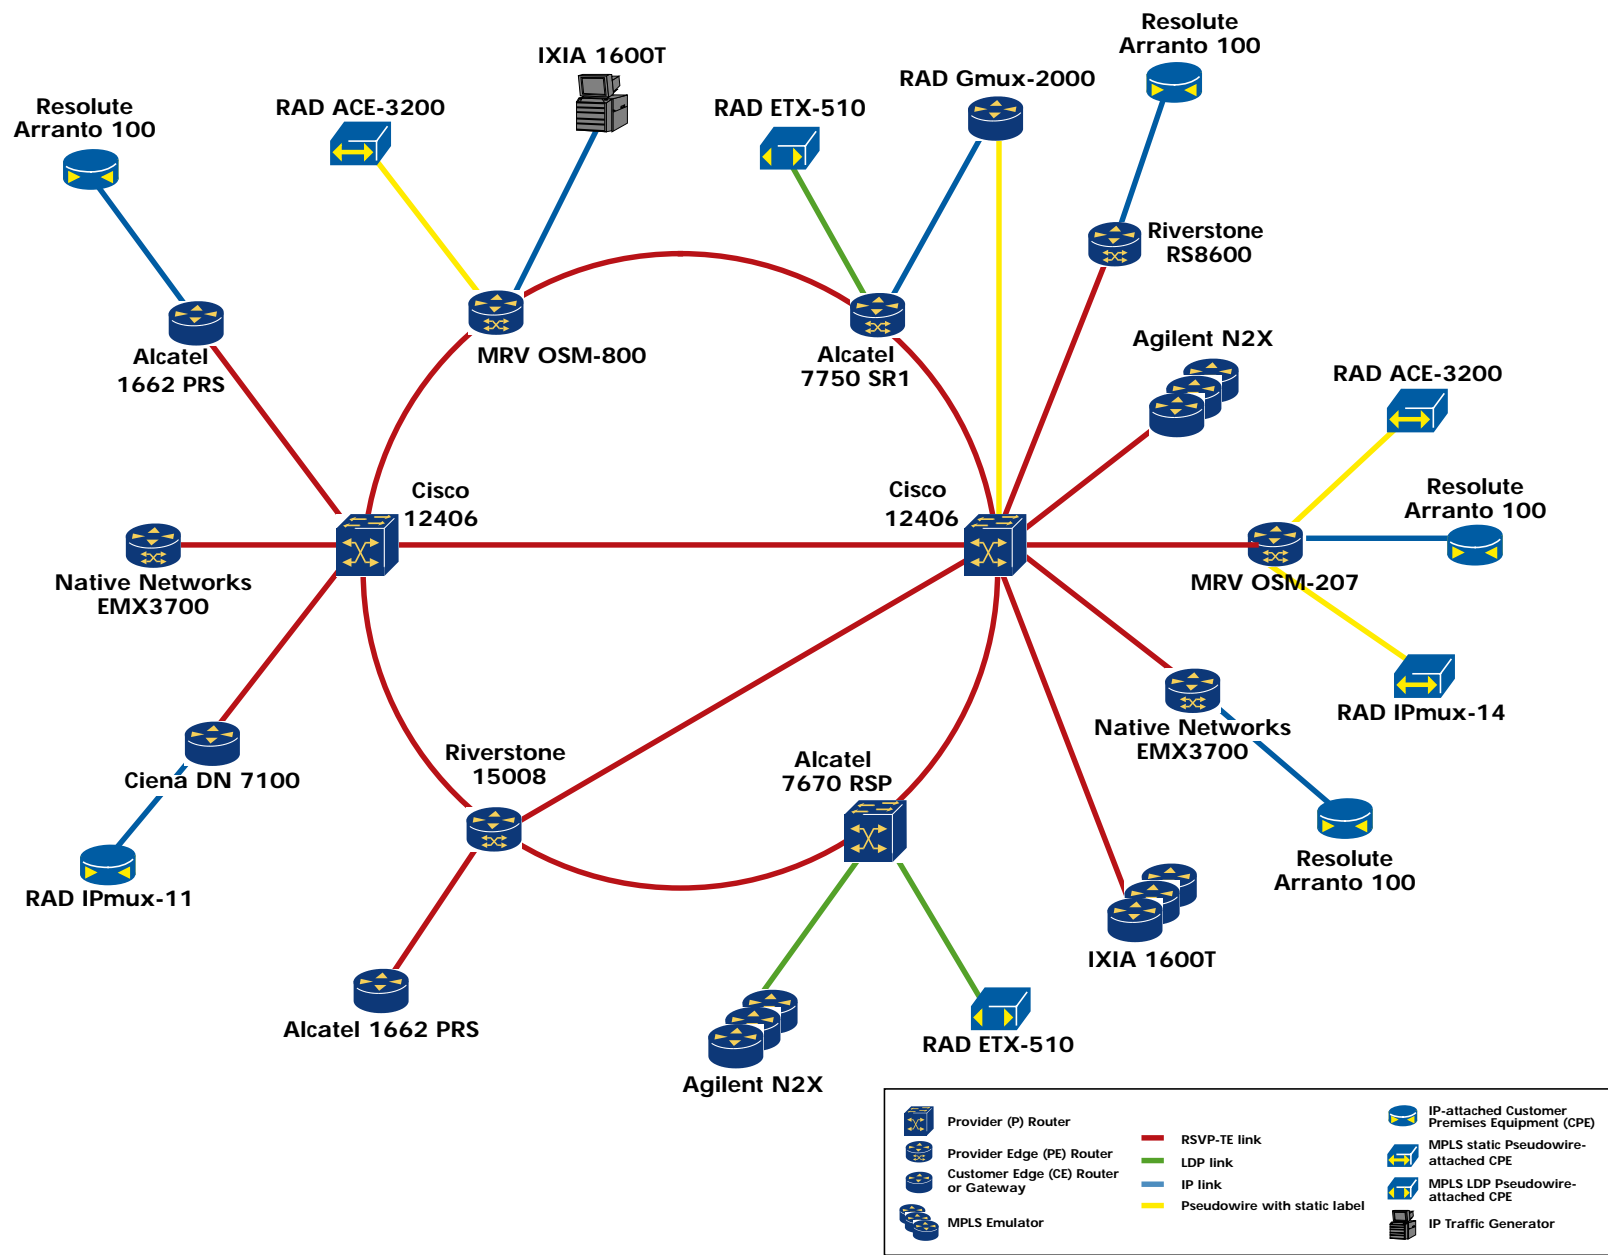 Resolute
Arranto 100
IXIA 1600T
RAD Gmux-2000
Resolute
Arranto 100
RAD ACE-3200
RAD ETX-510
Riverstone
RS8600
Alcatel
1662 PRS
MRV OSM-800
Alcatel
7750 SR1
Agilent N2X
RAD ACE-3200
Cisco
12406
Cisco
12406
Resolute
Arranto 100
Native Networks
EMX3700
MRV OSM-207
RAD IPmux-14
Native Networks
EMX3700
Ciena DN 7100
Riverstone
15008
Alcatel
7670 RSP
RAD IPmux-11
Resolute
Arranto 100
IXIA 1600T
Alcatel 1662 PRS
RAD ETX-510
Agilent N2X
Provider (P) Router
Provider Edge (PE) Router
Customer Edge (CE) Router
or Gateway
MPLS Emulator
RSVP-TE link
LDP link
IP link
Pseudowire with static label
IP-attached Customer
Premises Equipment (CPE)
MPLS static Pseudowire-
attached CPE
MPLS LDP Pseudowire-
attached CPE
IP Traffic Generator